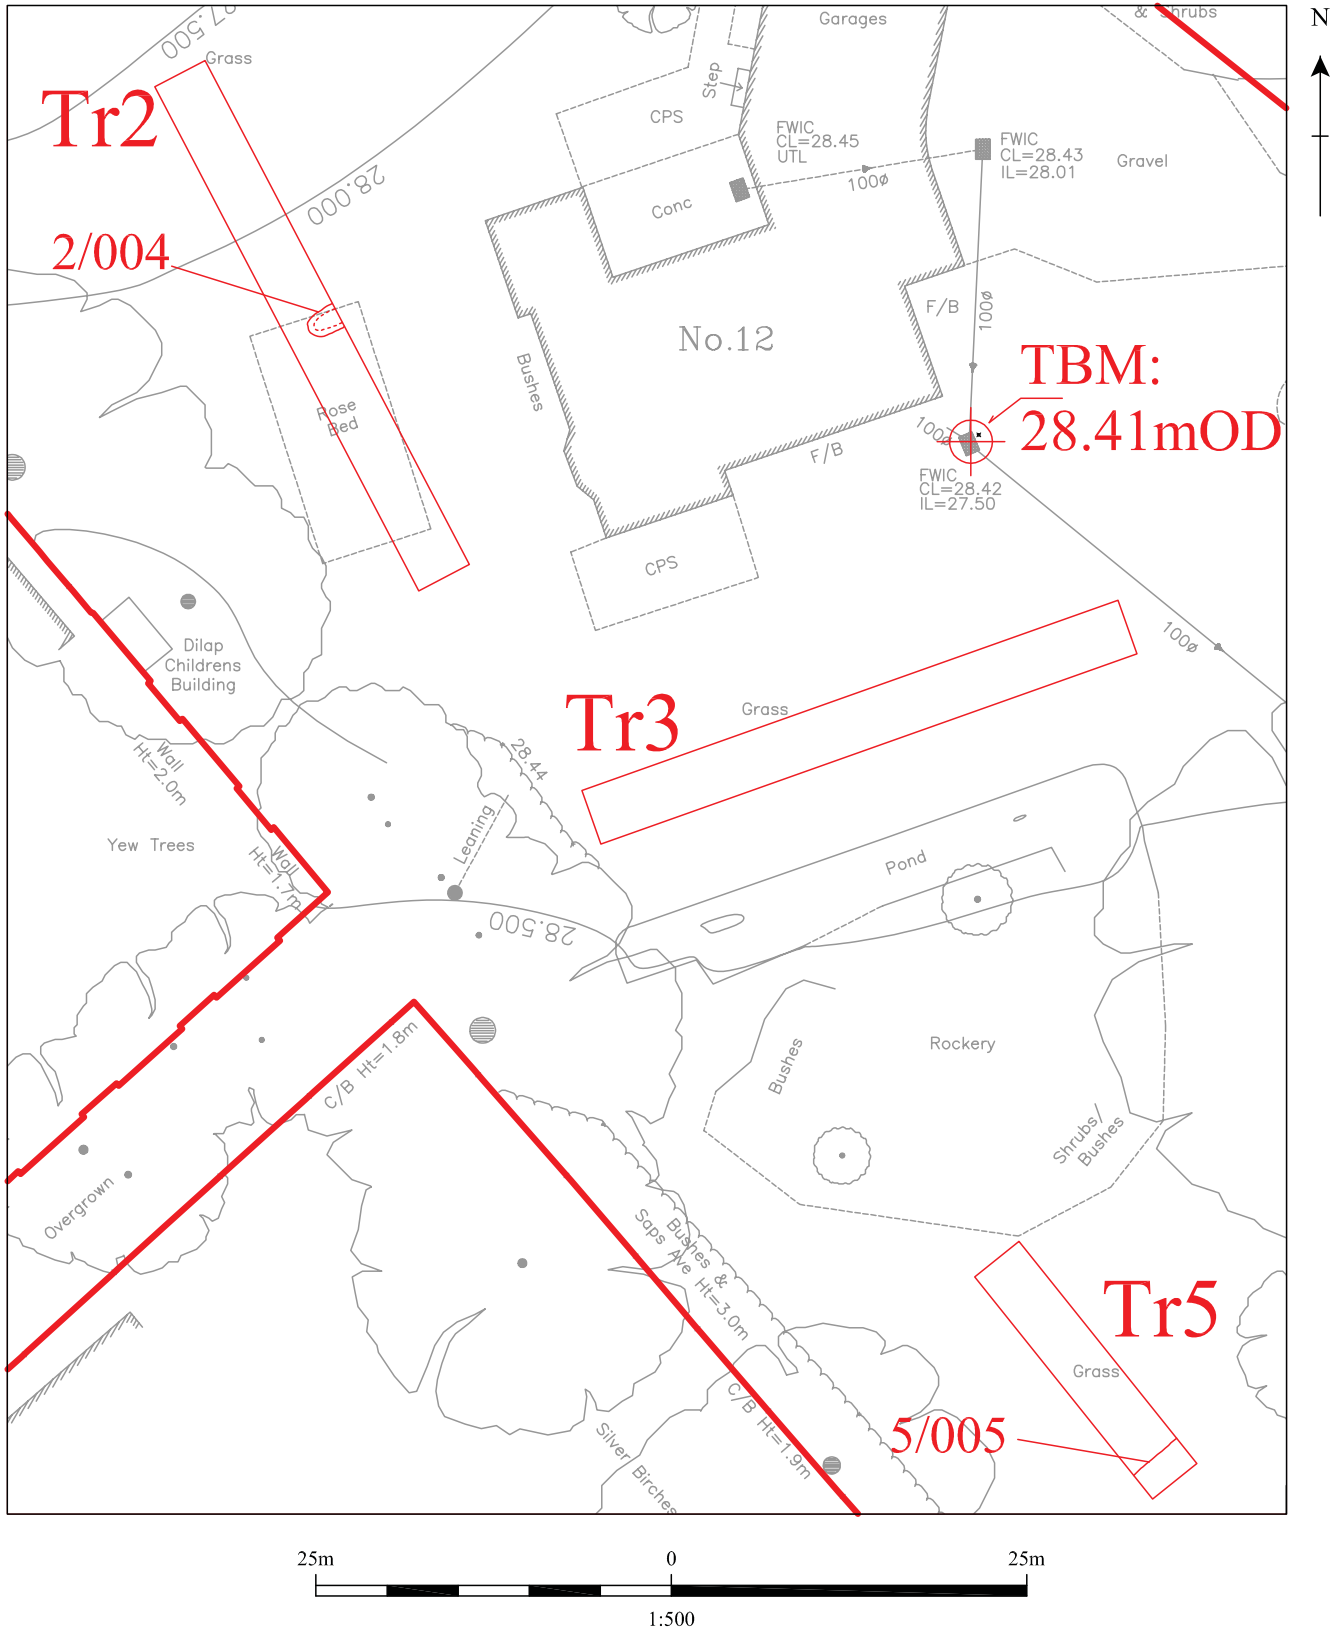 N
& Shrubs
Garages
27.500
Grass
Step
CPS
Tr2
FWIC
CL=28.45
UTL
FWIC
CL=28.43
IL=28.01
Gravel
100ø
28.000
Conc
2/004
F/B
100ø
No.12
TBM:
28.41mOD
Bushes
Rose
Bed
100ø
F/B
FWIC
CL=28.42
IL=27.50
CPS
100ø
Dilap
Childrens
Building
Tr3
Grass
28.44
Wall
Ht=2.0m
Leaning
Yew Trees
Wall
Ht=1.7m
Pond
28.500
Rockery
Bushes
C/B Ht=1.8m
Shrubs/
Bushes
Overgrown
Bushes &
Saps Ave Ht=3.0m
Tr5
Grass
C/B Ht=1.9m
5/005
Silver Birches
25m 0 25m
1:500